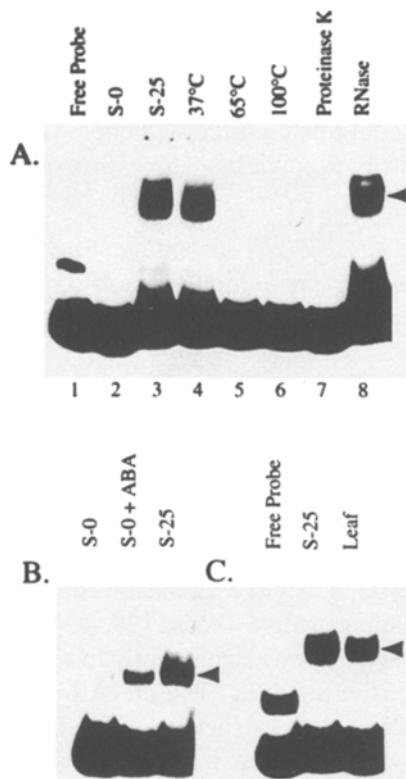 Free Probe
S-0
S-25
37°C
65°C
100°C
Proteinase K
RNase
A.
1 2 3 4 5 6 7 8
S-0
S-0 + ABA
S-25
Free Probe
S-25
Leaf
B.
C.